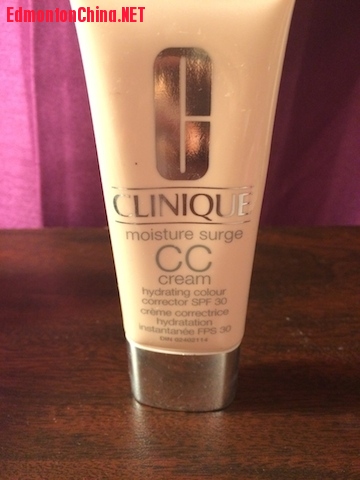 EdmontonChina.NET
CLINIQUE
moisture surge
CC
cream
hydrating colour
corrector SPF 30
crème correctrice
hydratation
instantanée FPS 30